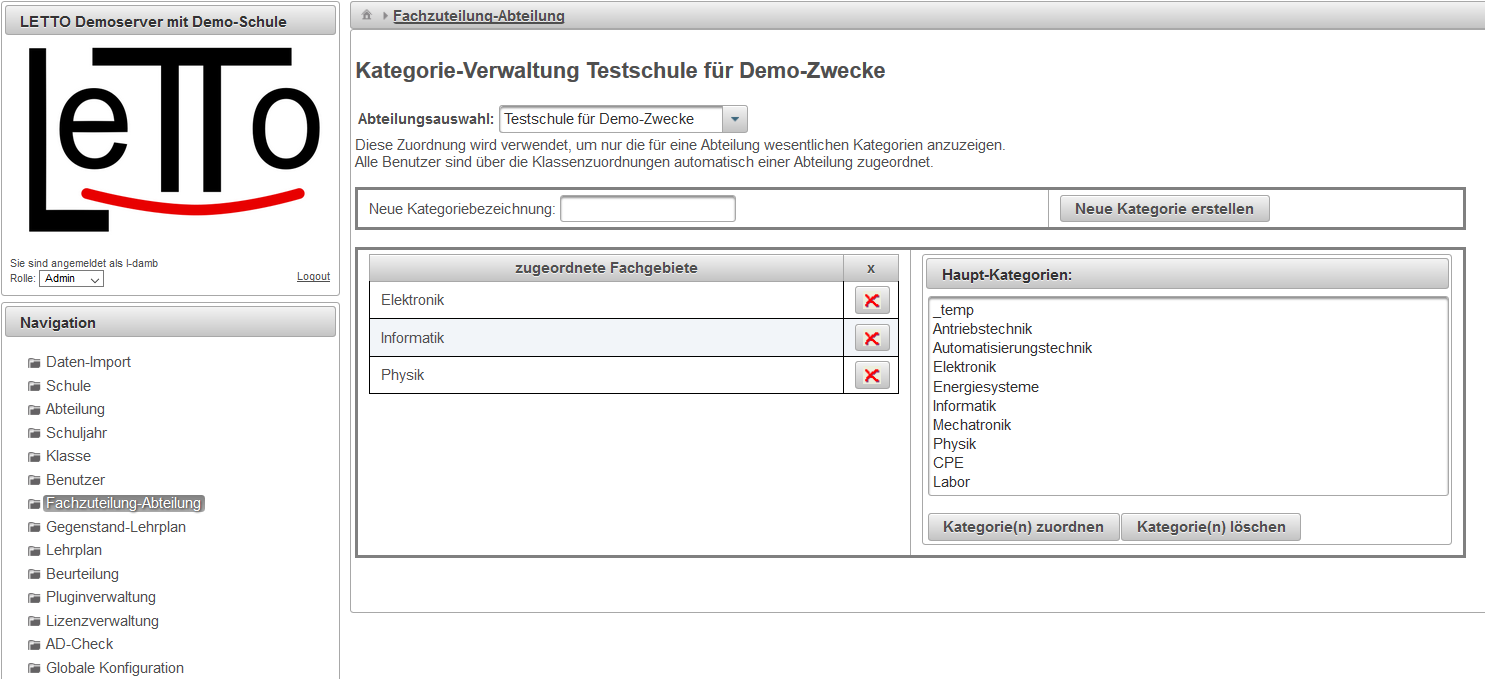 LETTO Demoserver mit Demo-Schule
LeTTo
Sie sind angemeldet als l-damb
Rolle: Admin
Logout
Navigation
Daten-Import
Schule
Abteilung
Schuljahr
Klasse
Benutzer
Fachzuteilung-Abteilung
Gegenstand-Lehrplan
Lehrplan
Beurteilung
Pluginverwaltung
Lizenzverwaltung
AD-Check
Globale Konfiguration
Fachzuteilung-Abteilung
Kategorie-Verwaltung Testschule für Demo-Zwecke
Abteilungsauswahl: Testschule für Demo-Zwecke
Diese Zuordnung wird verwendet, um nur die für eine Abteilung wesentlichen Kategorien anzuzeigen.
Alle Benutzer sind über die Klassenzuordnungen automatisch einer Abteilung zugeordnet.
Neue Kategoriebezeichnung: Neue Kategorie erstellen
zugeordnete Fachgebiete x
Elektronik
Informatik
Physik
Haupt-Kategorien:
_temp
Antriebstechnik
Automatisierungstechnik
Elektronik
Energiesysteme
Informatik
Mechatronik
Physik
CPE
Labor
Kategorie(n) zuordnen Kategorie(n) löschen